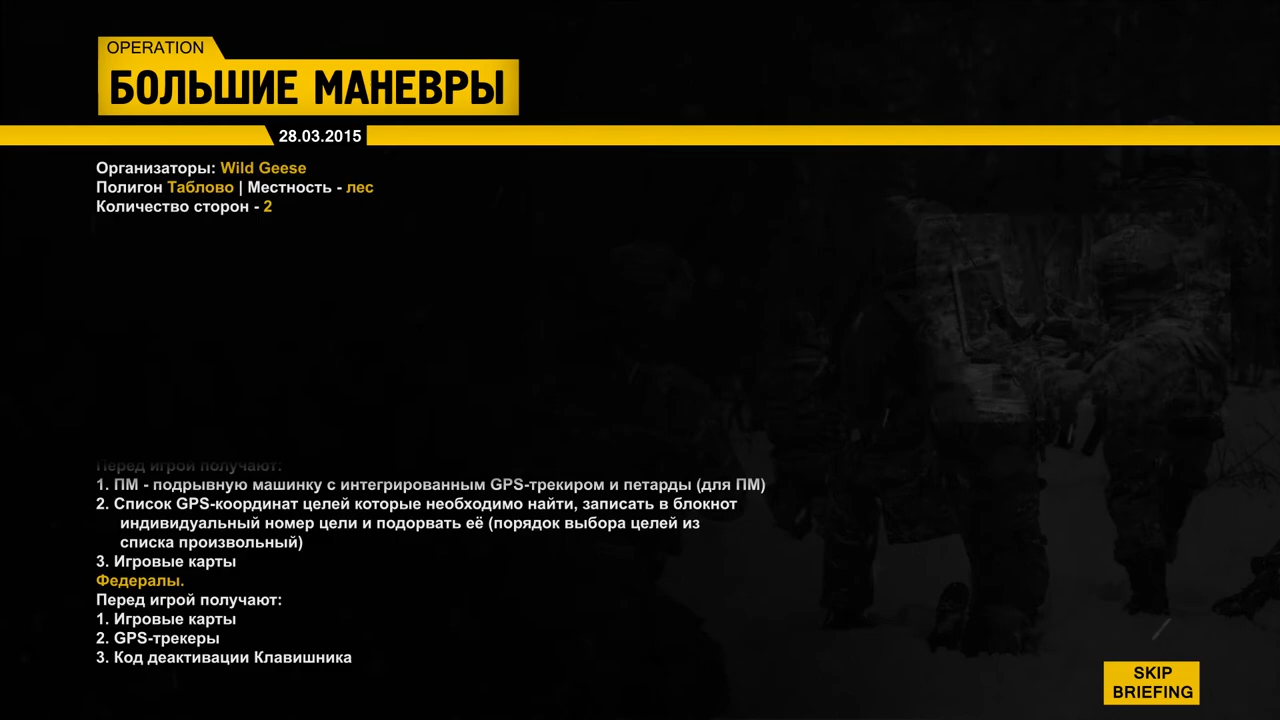 OPERATION
БОЛЬШИЕ МАНЕВРЫ
28.03.2015
Организаторы: Wild Geese
Полигон Таблово | Местность - лес
Количество сторон - 2
Перед игрой получают:
1. ПМ - подрывную машинку с интегрированным GPS-трекиром и петарды (для ПМ)
2. Список GPS-координат целей которые необходимо найти, записать в блокнот
индивидуальный номер цели и подорвать её (порядок выбора целей из
списка произвольный)
3. Игровые карты
Федералы.
Перед игрой получают:
1. Игровые карты
2. GPS-трекеры
3. Код деактивации Клавишника
SKIP
BRIEFING